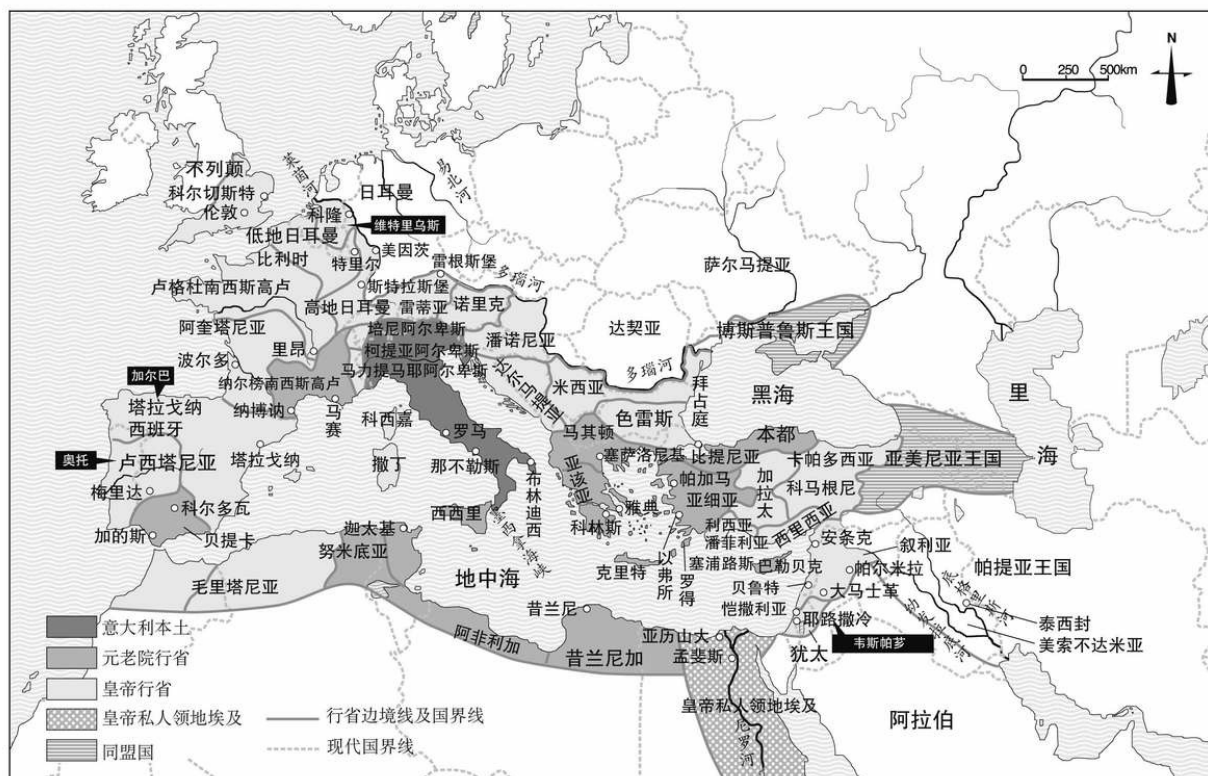 N
0 250 500km
不列颠
科尔切斯特
伦敦
莱茵河
日耳曼
易北河
科隆
维特里乌斯
低地日耳曼
比利时
美因茨
特里尔
雷根斯堡
多瑙河
萨尔马提亚
卢格杜南西斯高卢
斯特拉斯堡
高地日耳曼
雷蒂亚
诺里克
阿奎塔尼亚
培尼阿尔卑斯
潘诺尼亚
达契亚
博斯普鲁斯王国
里昂
柯提亚阿尔卑斯
波尔多
马力提马耶阿尔卑斯
达尔马提亚
多瑙河
加尔巴
纳尔榜南西斯高卢
米西亚
拜占庭
黑海
里海
塔拉戈纳
西班牙
纳博讷
马赛
科西嘉
色雷斯
马其顿
罗马
本都
奥托
卢西塔尼亚
塔拉戈纳
撒丁
那不勒斯
布林迪西
塞萨洛尼基
比提尼亚
卡帕多西亚
亚美尼亚王国
帕加马
加拉太
梅里达
亚细亚
科马根尼
科尔多瓦
雅典
西西里
科林斯
利西亚
西里西亚
加的斯
贝提卡
迦太基
潘菲利亚
安条克
叙利亚
努米底亚
克里特
以弗所
罗得
塞浦路斯
巴勒贝克
帕尔米拉
帕提亚王国
毛里塔尼亚
地中海
贝鲁特
大马士革
底格里斯河
昔兰尼
恺撒利亚
泰西封
耶路撒冷
幼发拉底河
美索不达米亚
阿非利加
亚历山大
韦斯帕芗
昔兰尼加
孟斐斯
犹太
皇帝私人领地埃及
阿拉伯
尼罗河
意大利本土
元老院行省
皇帝行省
皇帝私人领地埃及
同盟国
行省边境线及国界线
现代国界线